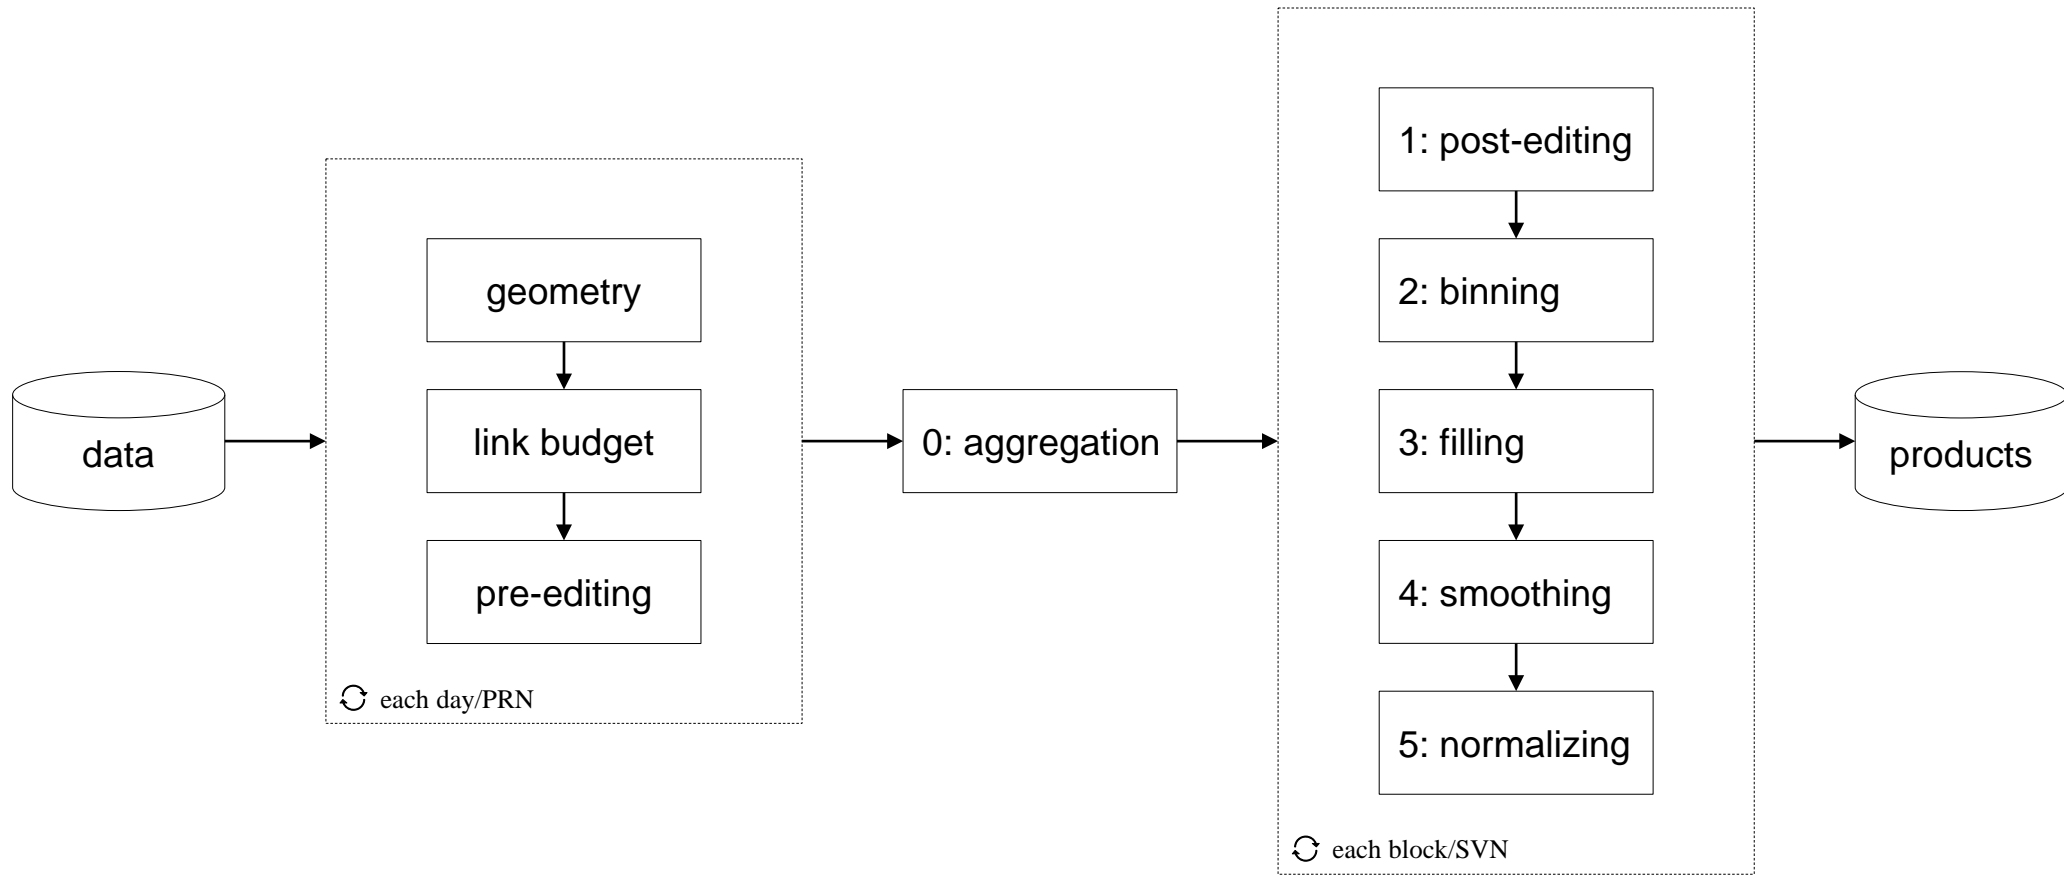 data
geometry
link budget
pre-editing
each day/PRN
0: aggregation
1: post-editing
2: binning
3: filling
4: smoothing
5: normalizing
each block/SVN
products